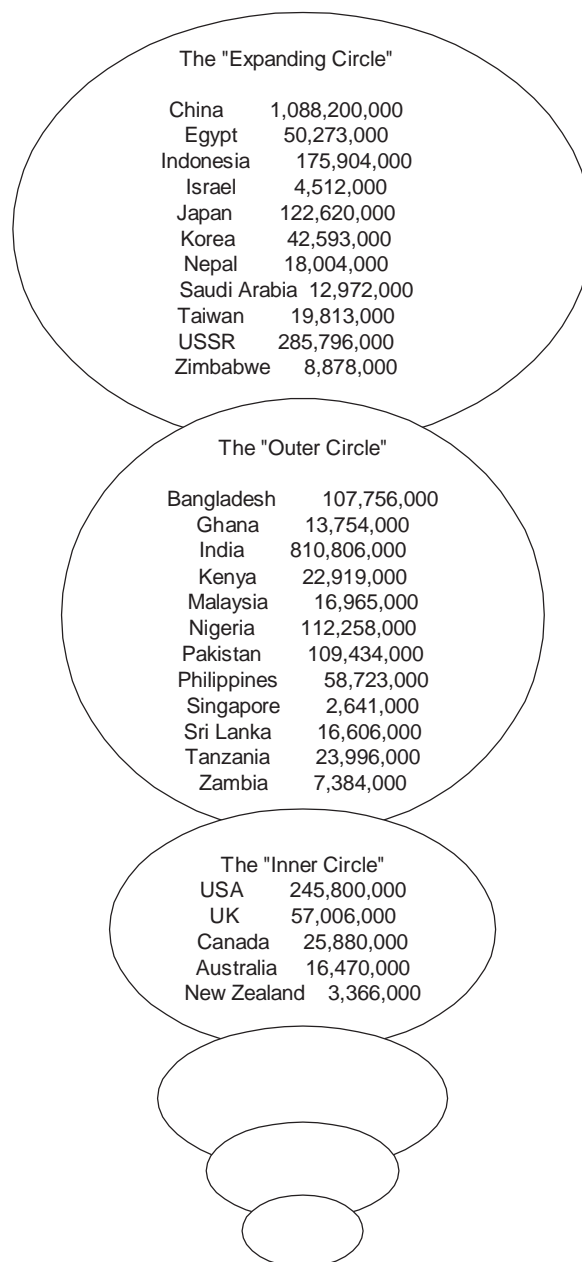 The "Expanding Circle"
China 1,088,200,000
Egypt 50,273,000
Indonesia 175,904,000
Israel 4,512,000
Japan 122,620,000
Korea 42,593,000
Nepal 18,004,000
Saudi Arabia 12,972,000
Taiwan 19,813,000
USSR 285,796,000
Zimbabwe 8,878,000
The "Outer Circle"
Bangladesh 107,756,000
Ghana 13,754,000
India 810,806,000
Kenya 22,919,000
Malaysia 16,965,000
Nigeria 112,258,000
Pakistan 109,434,000
Philippines 58,723,000
Singapore 2,641,000
Sri Lanka 16,606,000
Tanzania 23,996,000
Zambia 7,384,000
The "Inner Circle"
USA 245,800,000
UK 57,006,000
Canada 25,880,000
Australia 16,470,000
New Zealand 3,366,000